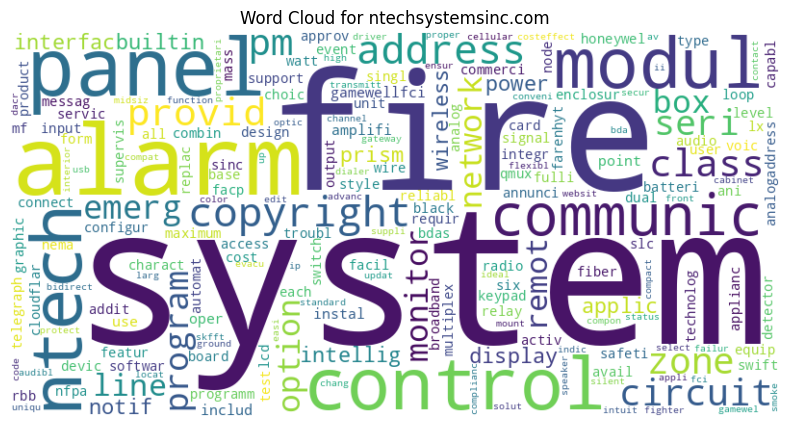 Word Cloud for ntechsystemsinc.com
interfac builtin pm approv driver proper cellular costeffect av
event high node honeywel type contact
panel mass watt address modul capabl
product support transmitt commerci
messag choic singl gamewellfci power enclosur box loop
dacr servic unit wireless farenhyt secur
mf input provid amplifi card seri level lx
alarm fire network signal audio
form all combin design channel analog bda user voic
supervis optic output prism integr flexibl class point analogaddress
interior compat sinc gateway wire qmux fulli
usb replac base up dialer style batteri
facp color edit advanc reliabl annunci websit dual front cabinet
connect emerg copyright black communic ani
graphic nema configur troubl requir
ntech maximum bdas
access suppli radio slc
cloudflar charact cost switch facil ip fiber
telegraph bidirect program automat system monitor broadband multiplex six remot technolog applianc detector
larg evacu updat keypad ideal
addit each standard relay applic compact
use oper skfft option instal mount status
protect featur board ground compon
devic locat lcd easi intellig display activ zone safeti equip
code softwar test indic select failur
line control avail swift
audibl nfpa circuit
rbb notif programm chang complianc speaker silent appli fci smoke
uniqu includ solut intuit fighter gamewel